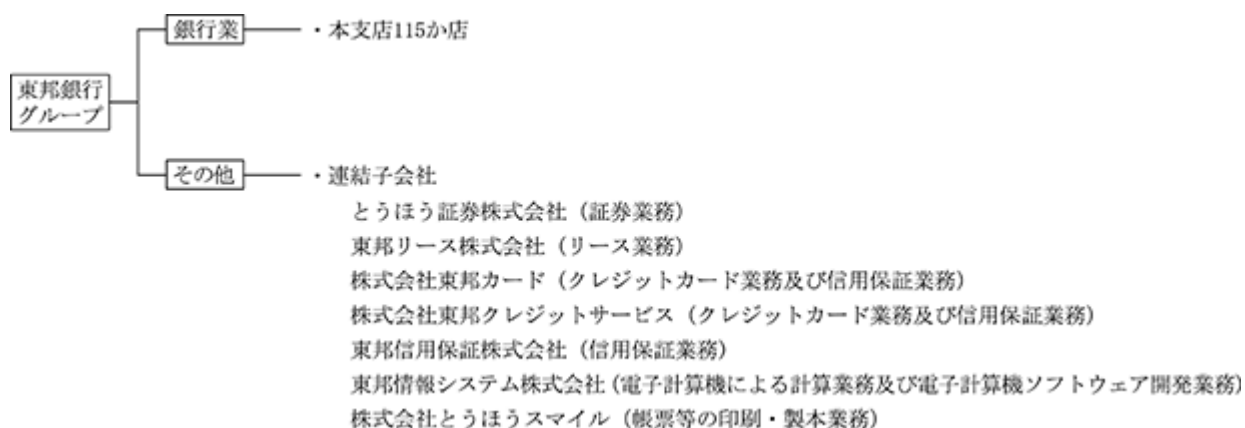 銀行業 ・本支店115か店
東邦銀行
グループ
その他 ・連結子会社
とうほう証券株式会社（証券業務）
東邦リース株式会社（リース業務）
株式会社東邦カード（クレジットカード業務及び信用保証業務）
株式会社東邦クレジットサービス（クレジットカード業務及び信用保証業務）
東邦信用保証株式会社（信用保証業務）
東邦情報システム株式会社（電子計算機による計算業務及び電子計算機ソフトウェア開発業務）
株式会社とうほうスマイル（帳票等の印刷・製本業務）